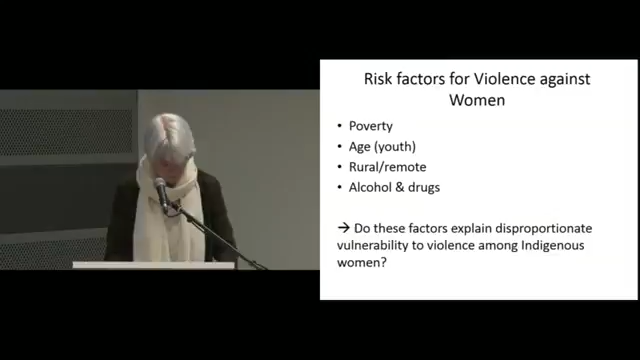 Risk factors for Violence against
Women
• Poverty
• Age (youth)
• Rural/remote
• Alcohol & drugs
→ Do these factors explain disproportionate
vulnerability to violence among Indigenous
women?